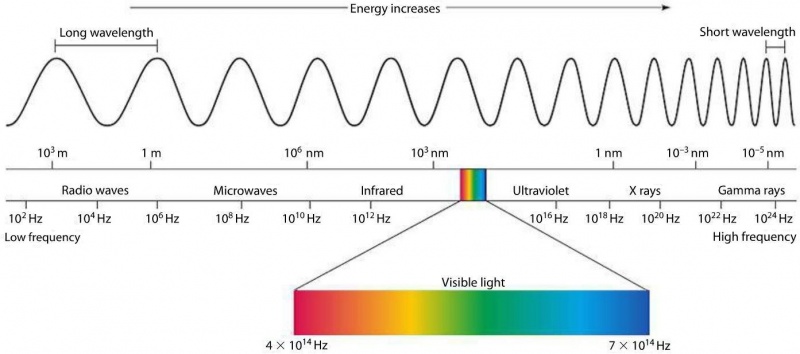 Energy increases
Long wavelength
Short wavelength
10³ m 1 m 10⁶ nm 10³ nm 1 nm 10⁻³ nm 10⁻⁵ nm
Radio waves Microwaves Infrared Ultraviolet X rays Gamma rays
10² Hz 10⁴ Hz 10⁶ Hz 10⁸ Hz 10¹⁰ Hz 10¹² Hz 10¹⁶ Hz 10¹⁸ Hz 10²⁰ Hz 10²² Hz 10²⁴ Hz
Low frequency High frequency
Visible light
4 × 10¹⁴ Hz 7 × 10¹⁴ Hz